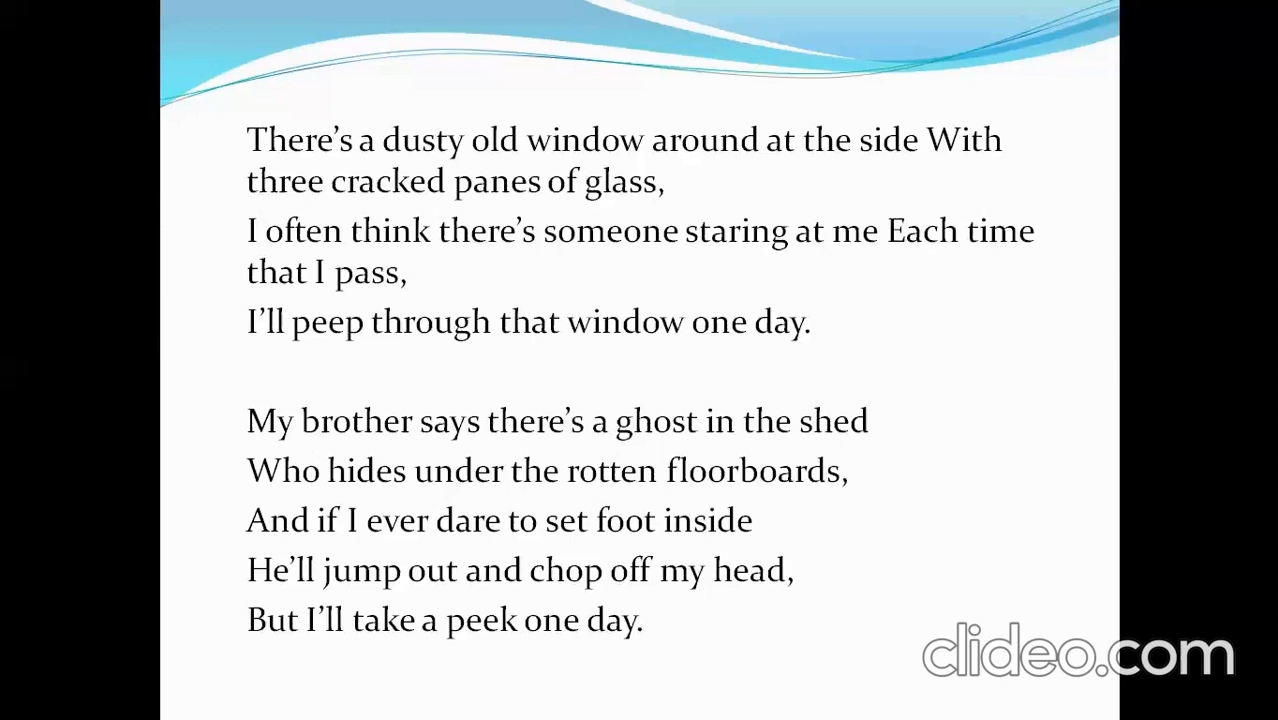 There’s a dusty old window around at the side With
three cracked panes of glass,
I often think there’s someone staring at me Each time
that I pass,
I’ll peep through that window one day.
My brother says there’s a ghost in the shed
Who hides under the rotten floorboards,
And if I ever dare to set foot inside
He’ll jump out and chop off my head,
But I’ll take a peek one day.
clideo.com